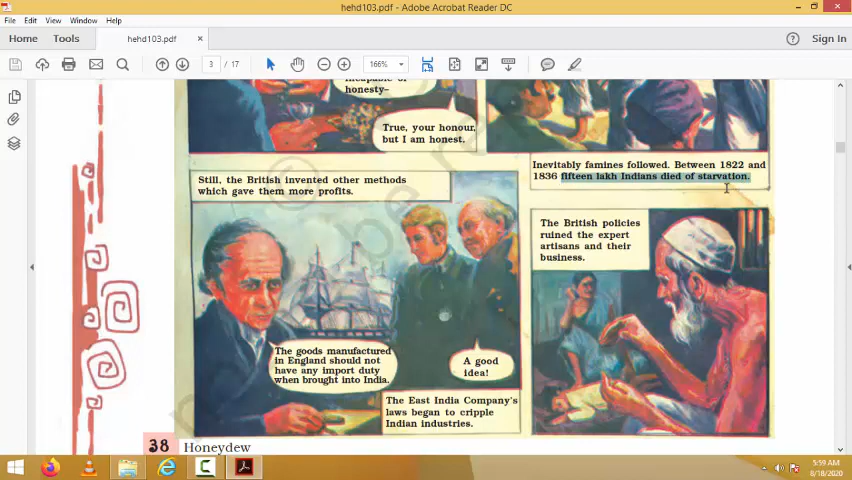 hehd103.pdf - Adobe Acrobat Reader DC
File Edit View Window Help
Home Tools hehd103.pdf × Sign In
3 / 17 166%
honesty–
True, your honour,
but I am honest.
Inevitably famines followed. Between 1822 and
1836 fifteen lakh Indians died of starvation.
Still, the British invented other methods
which gave them more profits.
The British policies
ruined the expert
artisans and their
business.
The goods manufactured
in England should not
have any import duty
when brought into India.
A good
idea!
The East India Company's
laws began to cripple
Indian industries.
38 Honeydew
5:59 AM
8/18/2020